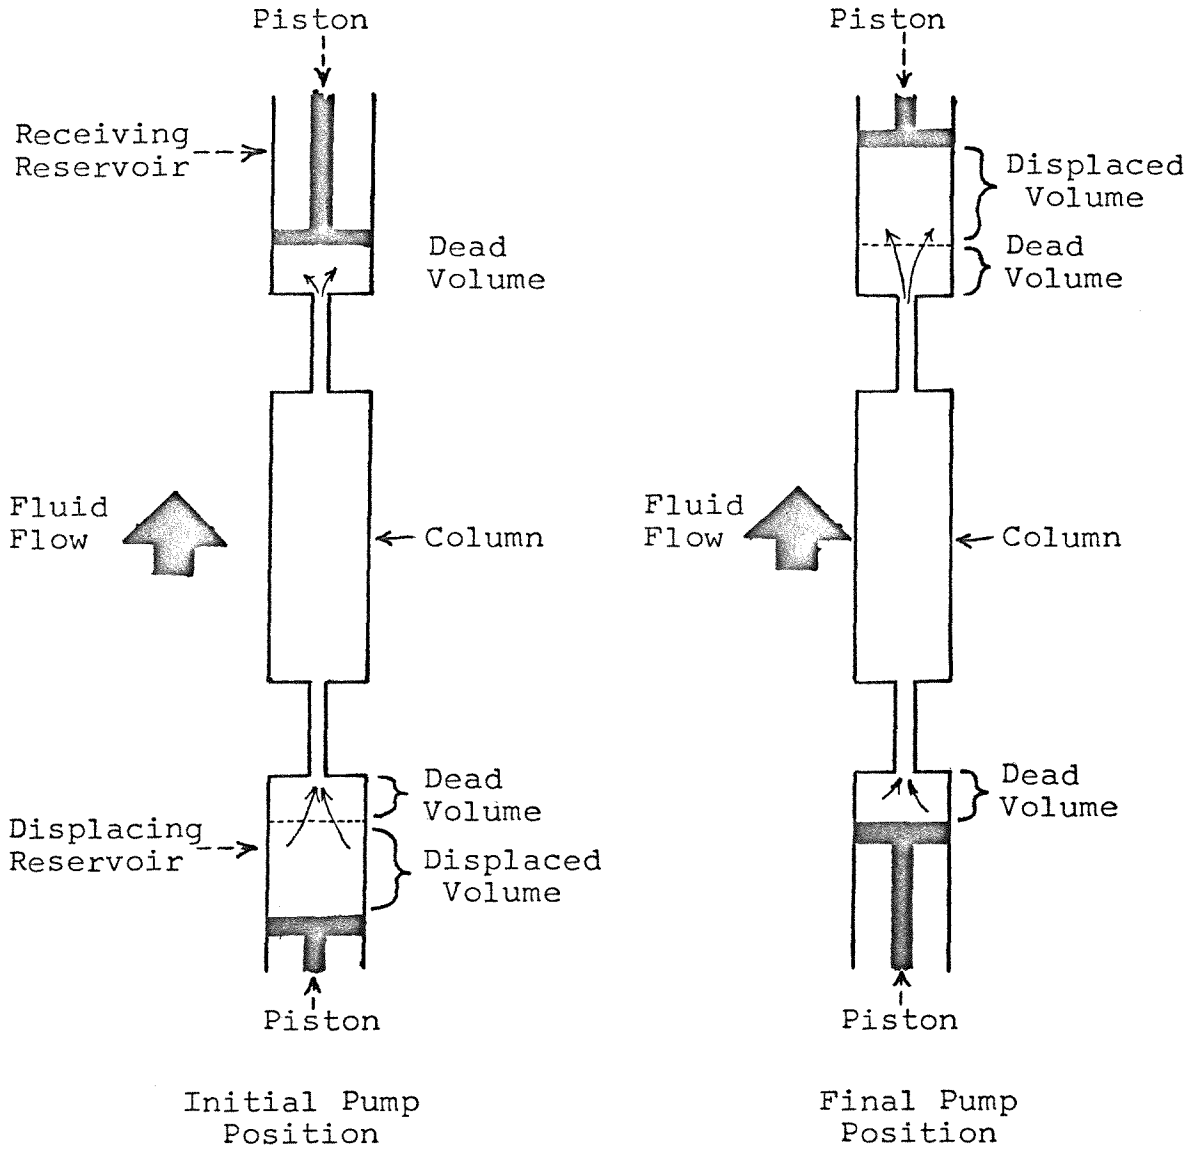 Piston
Receiving
Reservoir
Dead
Volume
Fluid
Flow
Column
Dead
Volume
Displacing
Reservoir
Displaced
Volume
Piston
Initial Pump
Position
Piston
Displaced
Volume
Dead
Volume
Fluid
Flow
Column
Dead
Volume
Piston
Final Pump
Position